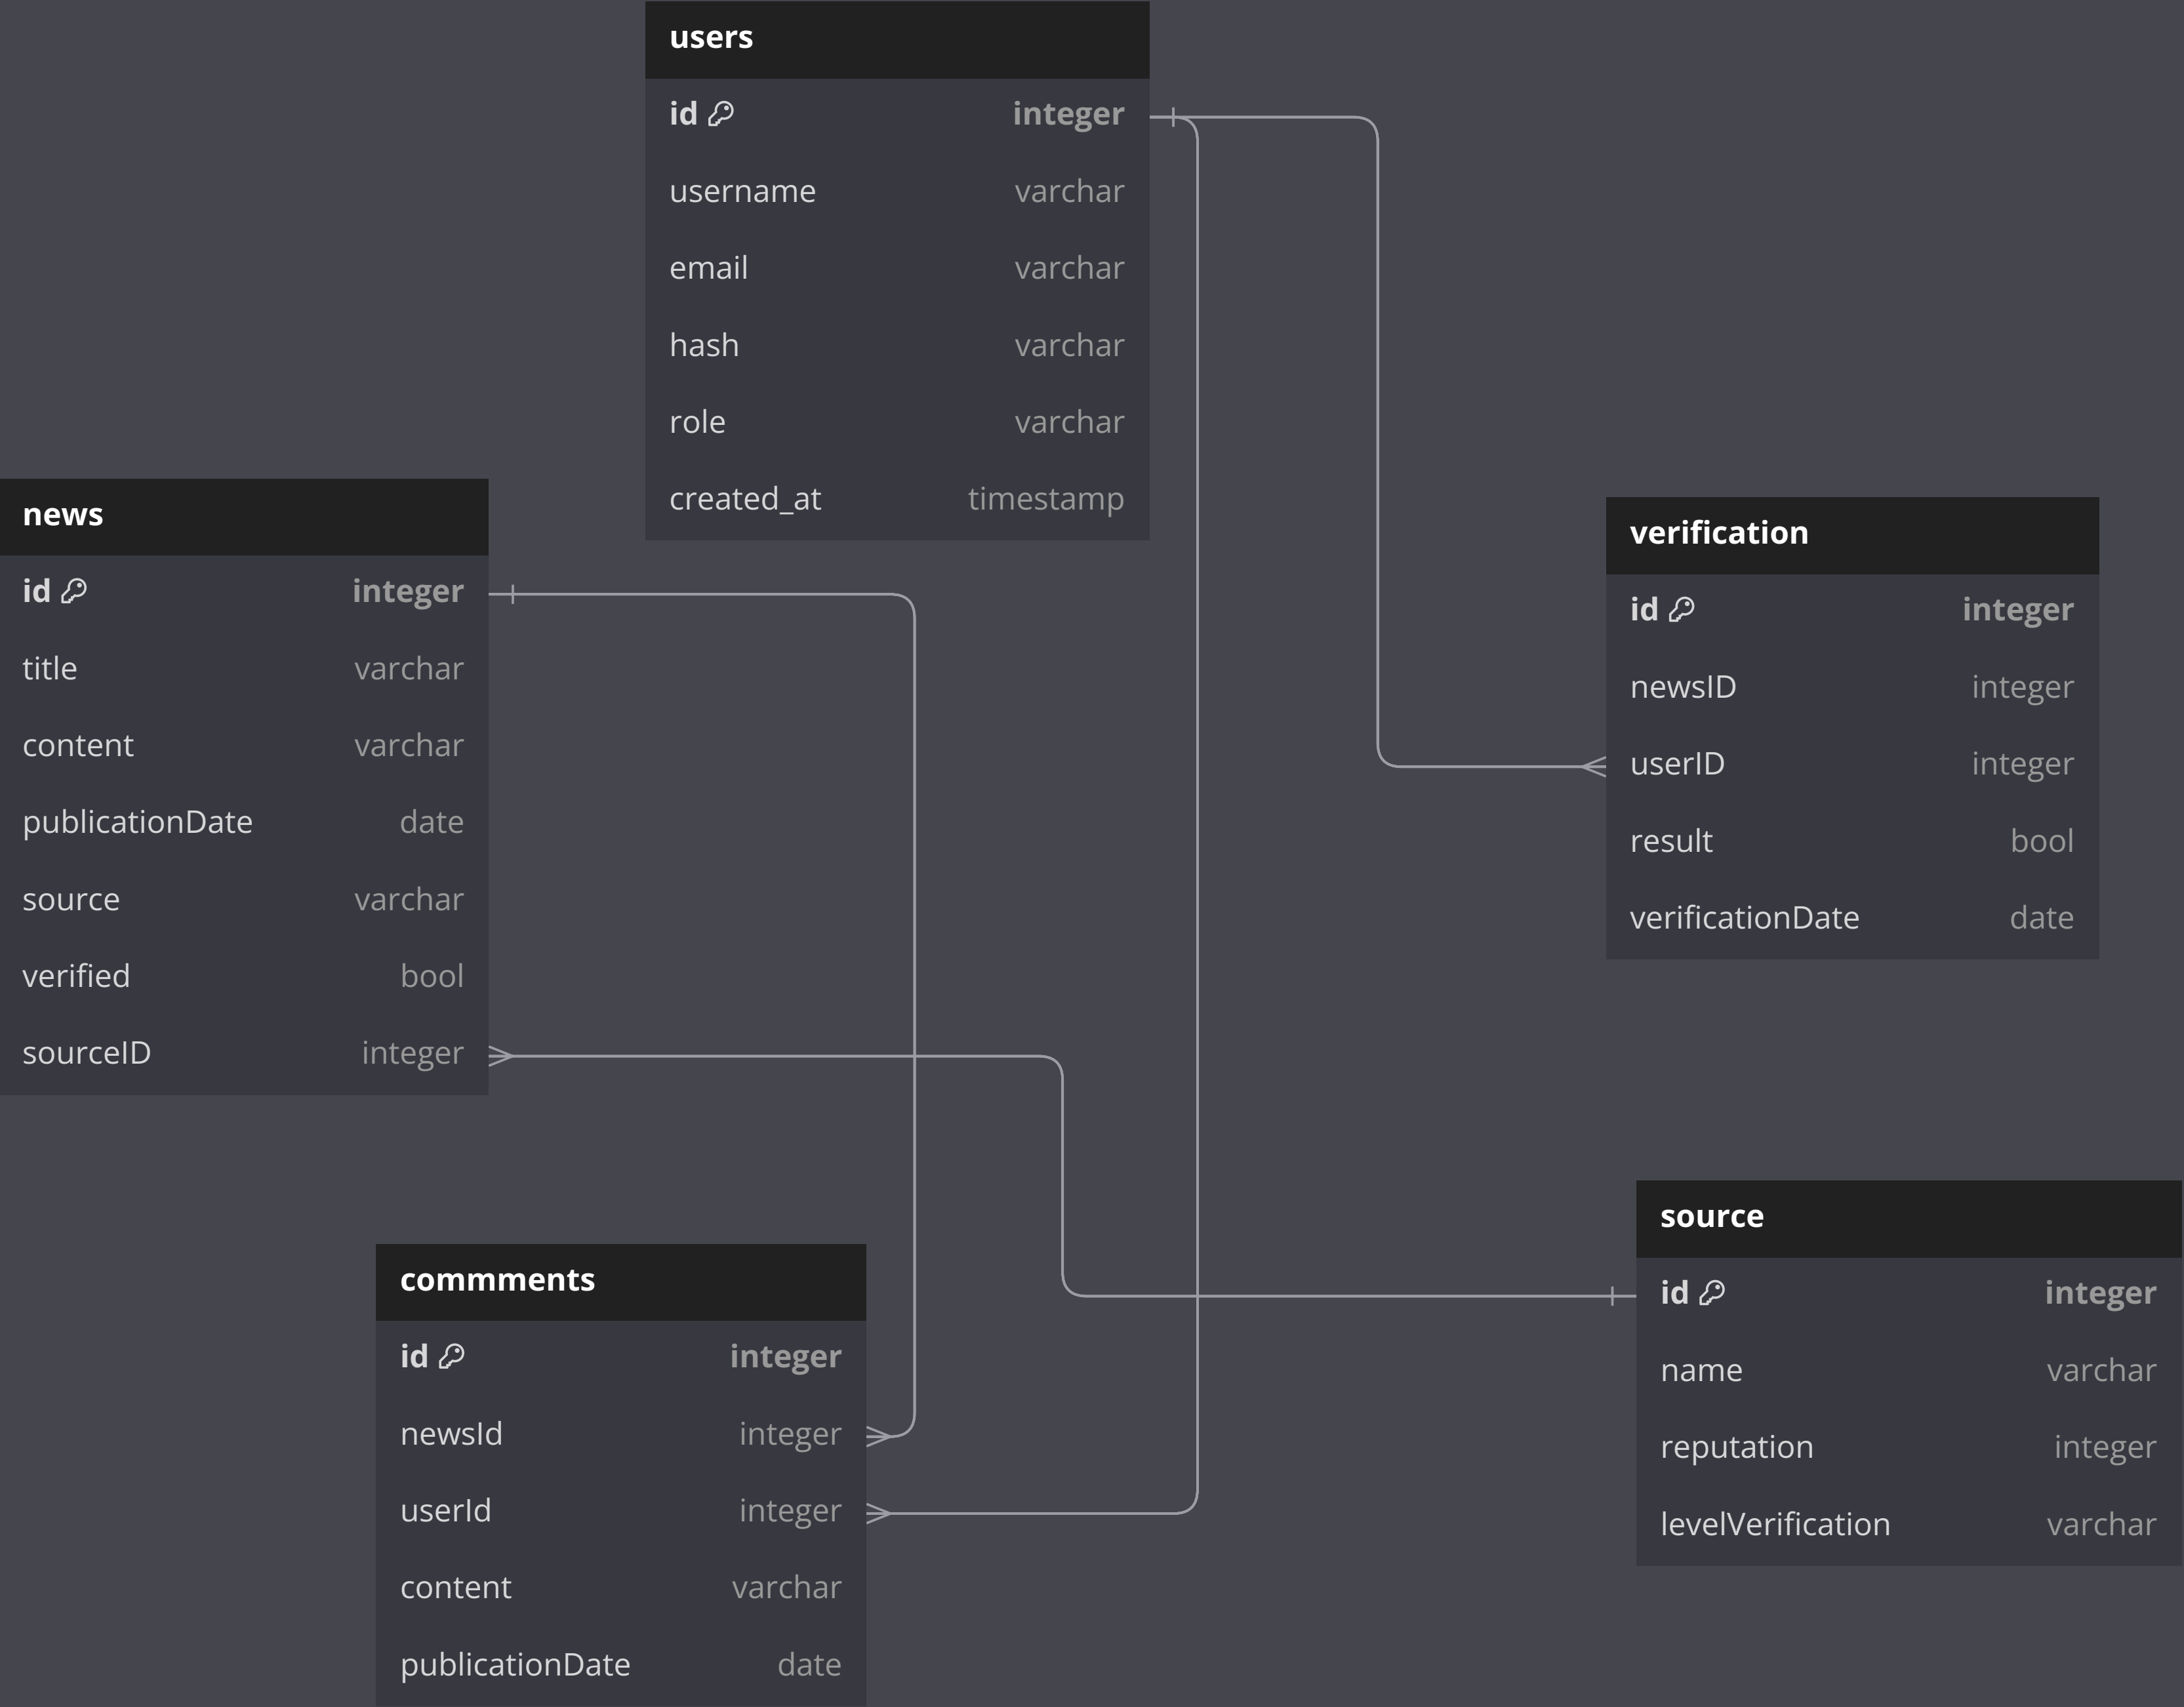 users
id integer
username varchar
email varchar
hash varchar
role varchar
created_at timestamp
news
id integer
title varchar
content varchar
publicationDate date
source varchar
verified bool
sourceID integer
verification
id integer
newsID integer
userID integer
result bool
verificationDate date
commments
id integer
newsId integer
userId integer
content varchar
publicationDate date
source
id integer
name varchar
reputation integer
levelVerification varchar